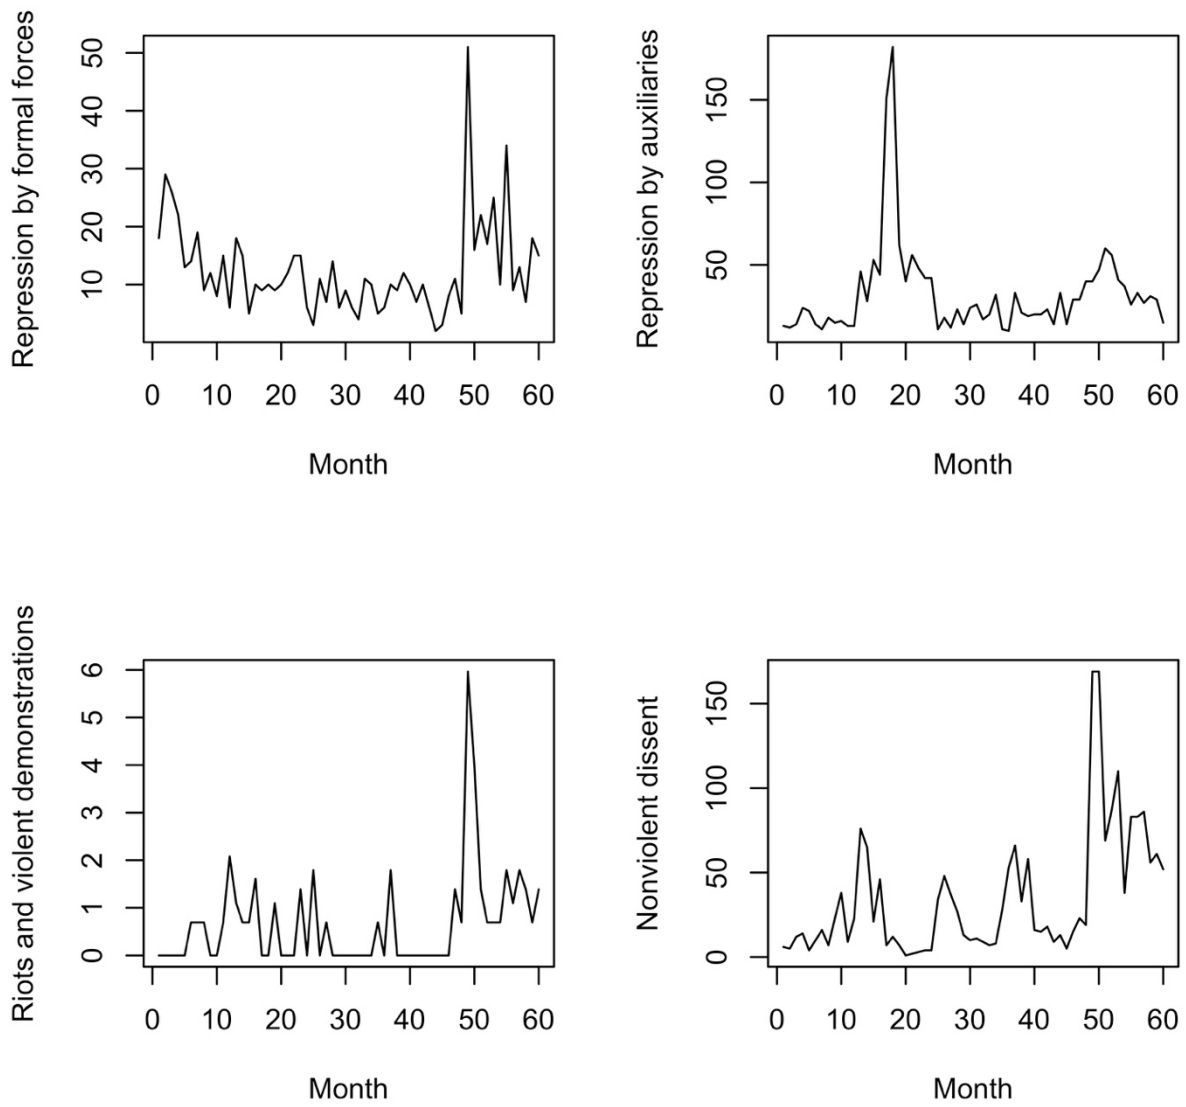 Repression by formal forces
50
40
30
20
10
0 10 20 30 40 50 60
Month
Repression by auxiliaries
150
100
50
0 10 20 30 40 50 60
Month
Riots and violent demonstrations
6
5
4
3
2
1
0
0 10 20 30 40 50 60
Month
Nonviolent dissent
150
100
50
0
0 10 20 30 40 50 60
Month